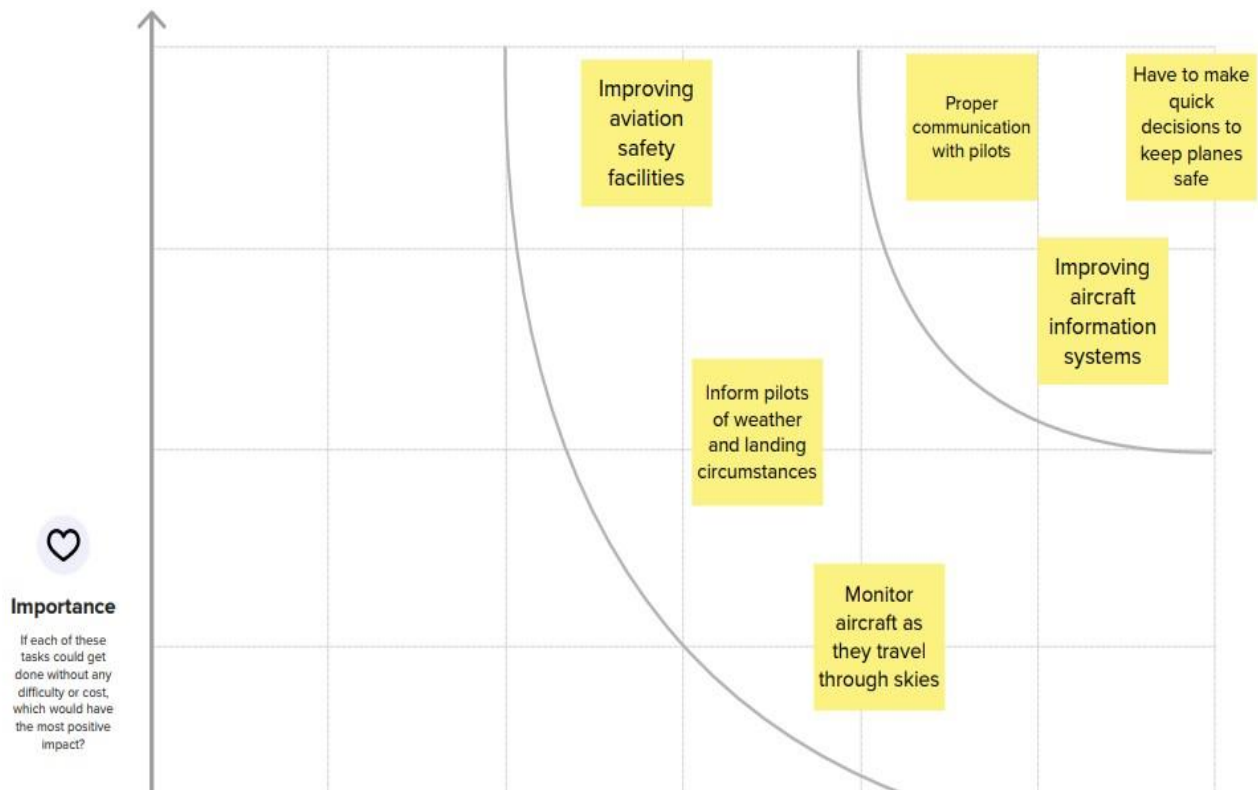 Improving
aviation
safety
facilities
Proper
communication
with pilots
Have to make
quick
decisions to
keep planes
safe
Improving
aircraft
information
systems
Inform pilots
of weather
and landing
circumstances
Monitor
aircraft as
they travel
through skies
Importance
If each of these
tasks could get
done without any
difficulty or cost,
which would have
the most positive
impact?